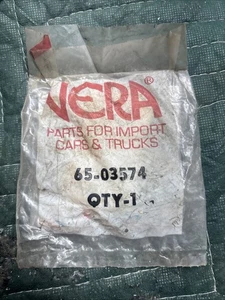 VERA®
PARTS FOR IMPORT
CARS & TRUCKS
65-03574
QTY-1